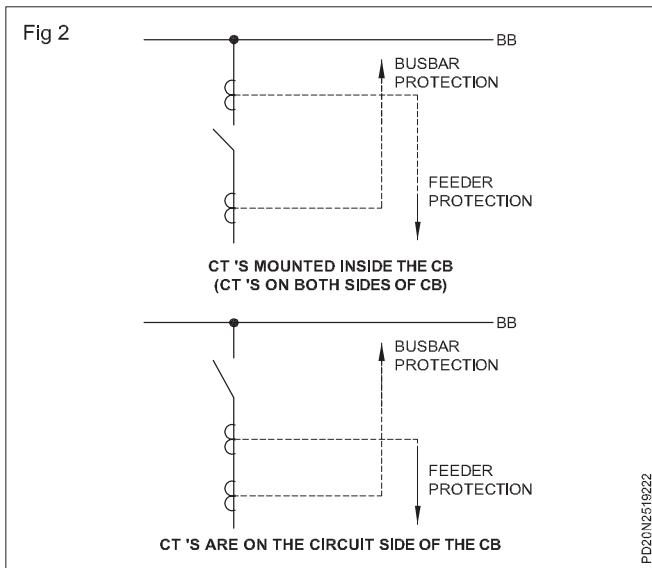 Fig 2
BB
BUSBAR
PROTECTION
FEEDER
PROTECTION
CT 'S MOUNTED INSIDE THE CB
(CT 'S ON BOTH SIDES OF CB)
BB
BUSBAR
PROTECTION
FEEDER
PROTECTION
CT 'S ARE ON THE CIRCUIT SIDE OF THE CB
PD20N2519222